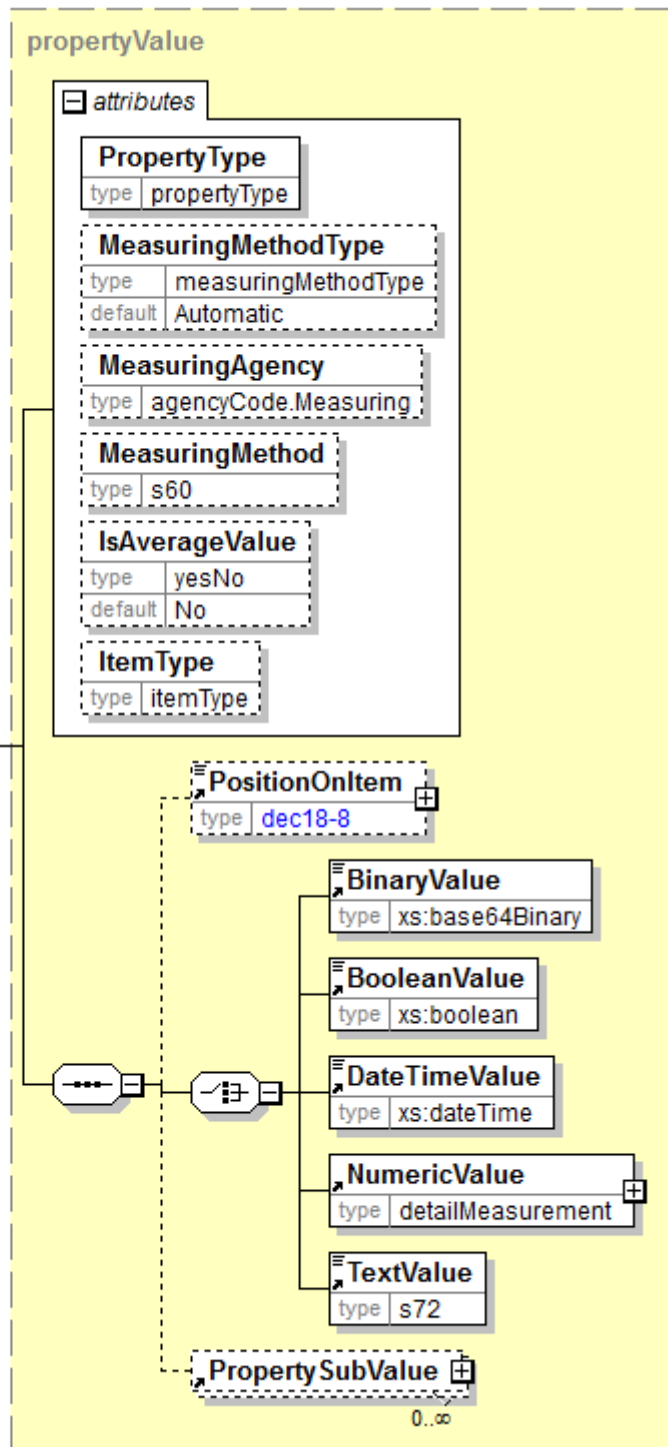 propertyValue
attributes
PropertyType
type propertyType
MeasuringMethodType
type measuringMethodType
default Automatic
MeasuringAgency
type agencyCode.Measuring
MeasuringMethod
type s60
IsAverageValue
type yesNo
default No
ItemType
type itemType
PositionOnItem
type dec18-8
BinaryValue
type xs:base64Binary
BooleanValue
type xs:boolean
DateTimeValue
type xs:dateTime
NumericValue
type detailMeasurement
TextValue
type s72
PropertySubValue
0..∞